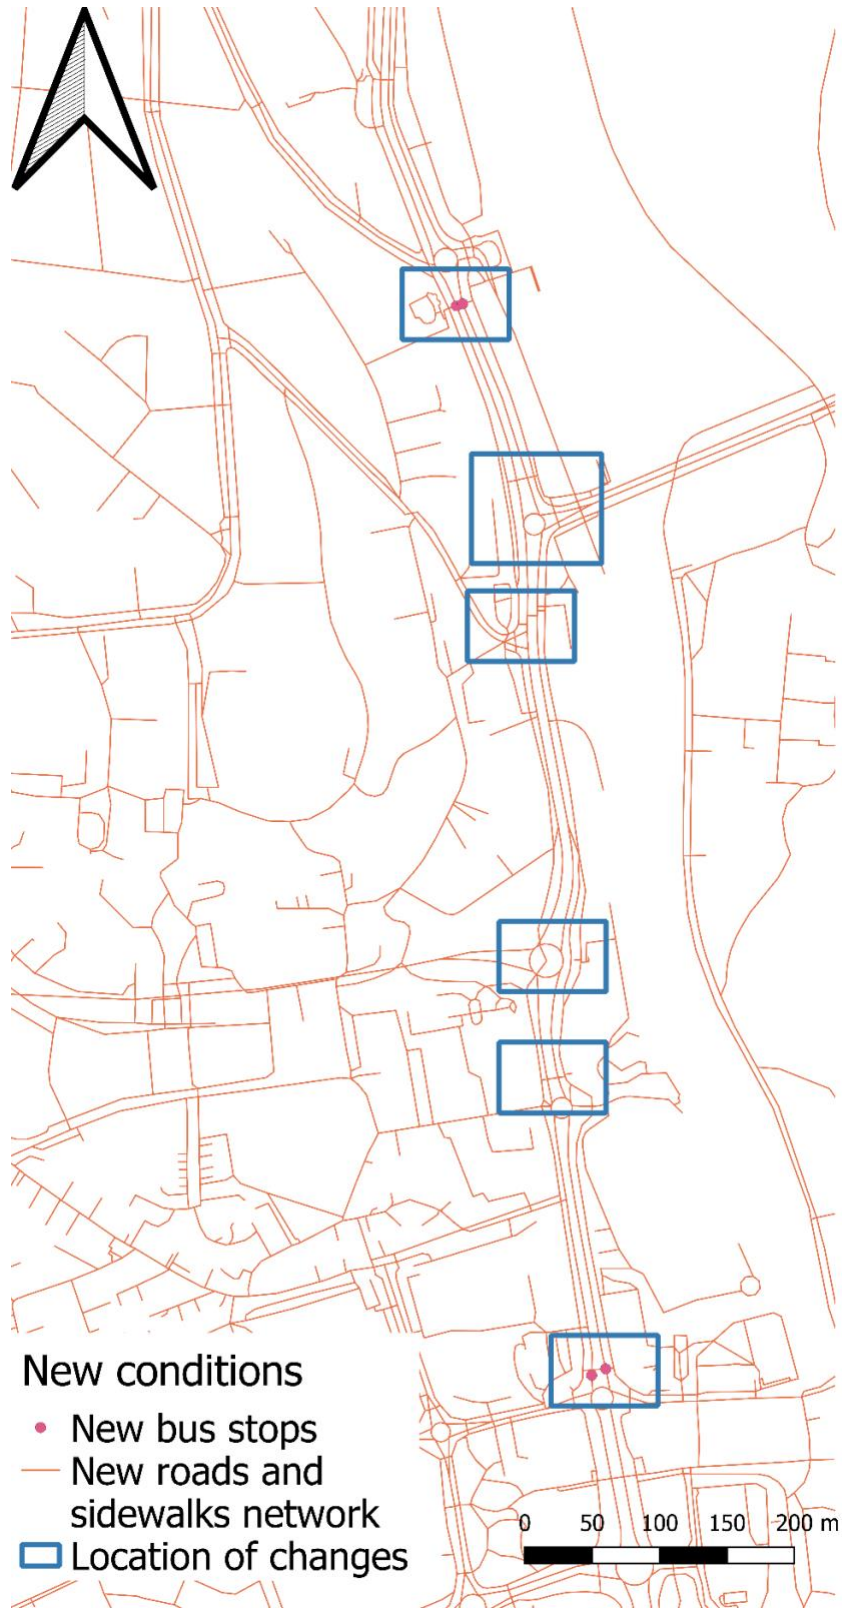 New conditions
New bus stops
New roads and
sidewalks network
Location of changes
0 50 100 150 200 m